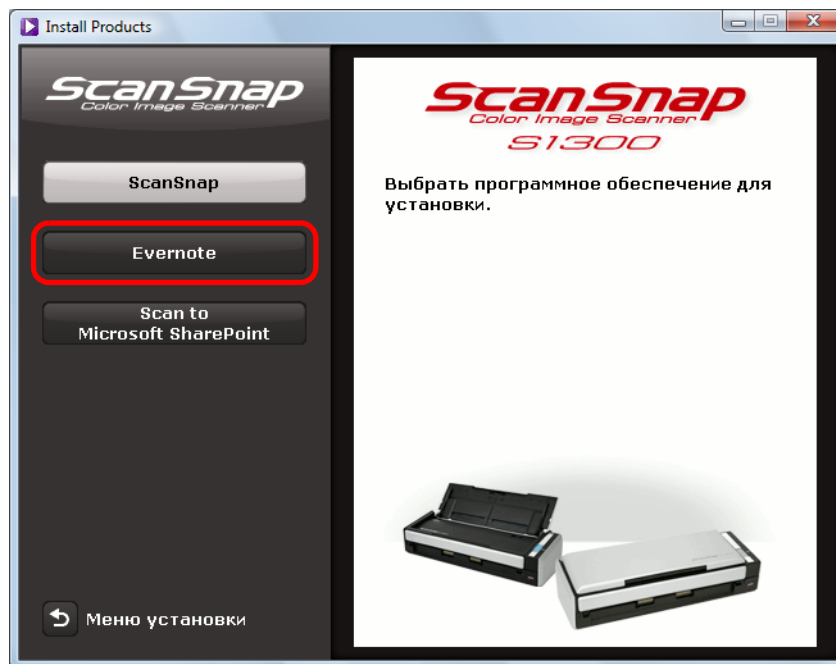 Install Products
ScanSnap
Color Image Scanner
ScanSnap
Evernote
Scan to
Microsoft SharePoint
Меню установки
ScanSnap
Color Image Scanner
S1300
Выбрать программное обеспечение для
установки.